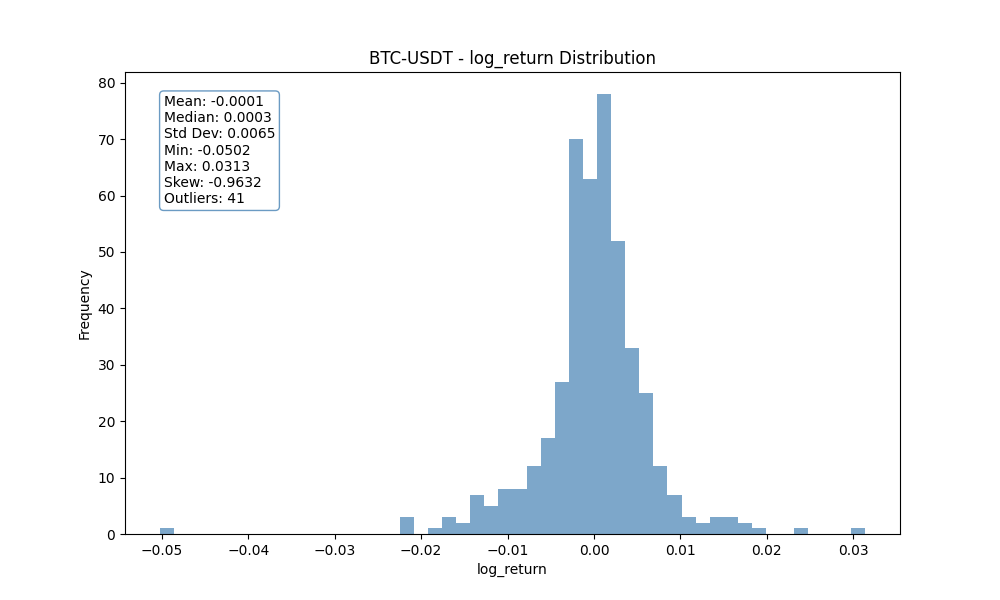 BTC-USDT - log_return Distribution
Mean: -0.0001
Median: 0.0003
Std Dev: 0.0065
Min: -0.0502
Max: 0.0313
Skew: -0.9632
Outliers: 41
80
70
60
50
40
30
20
10
0
Frequency
−0.05 −0.04 −0.03 −0.02 −0.01 0.00 0.01 0.02 0.03
log_return